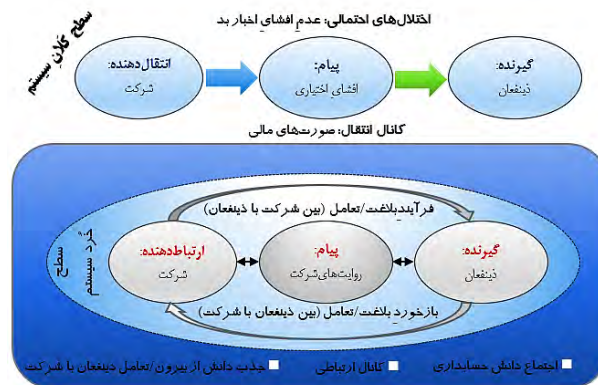 اختلال‌های احتمالی: عدم افشای اخبار بد
سطح کلان سیستم
انتقال‌دهنده:
شرکت
پیام:
افشای اختیاری
گیرنده:
ذینفعان
کانال انتقال: صورت‌های مالی
فرآیند بلاغت/تعامل (بین شرکت با ذینفعان)
سطح
خُرد سیستم
ارتباط‌دهنده:
شرکت
پیام:
روایت‌های شرکت
گیرنده:
ذینفعان
بازخورد بلاغت/تعامل (بین ذینفعان با شرکت)
اجتماع دانش حسابداری
کانال ارتباطی
جذب دانش از بیرون/تعامل ذینفعان با شرکت